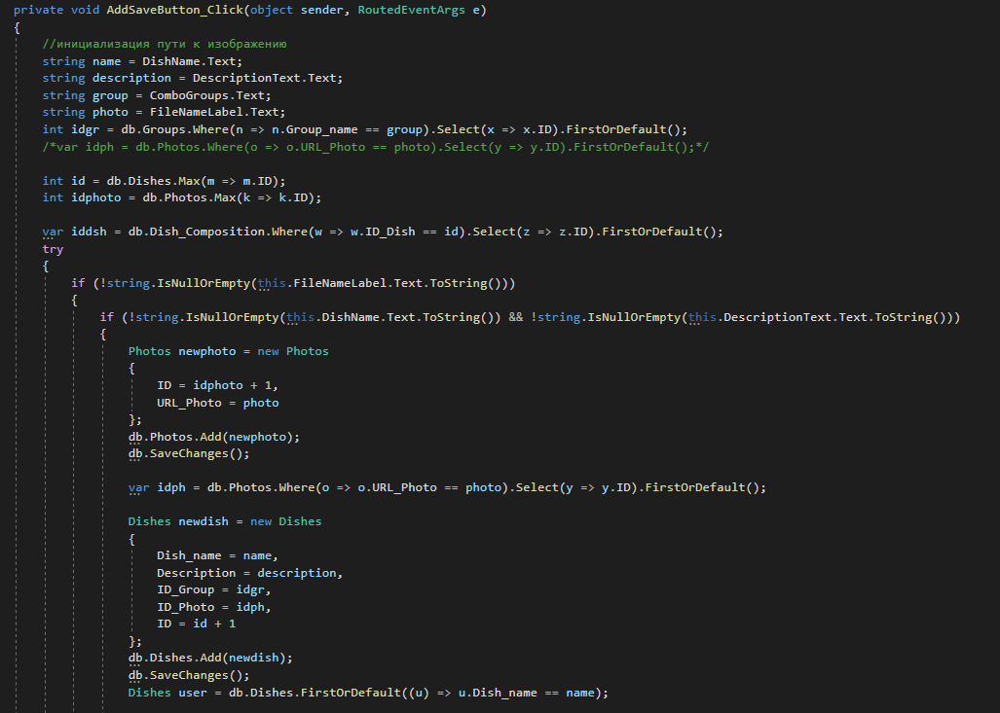 private void AddSaveButton_Click(object sender, RoutedEventArgs e)
{
//инициализация пути к изображению
string name = DishName.Text;
string description = DescriptionText.Text;
string group = ComboGroups.Text;
string photo = FileNameLabel.Text;
int idgr = db.Groups.Where(n => n.Group_name == group).Select(x => x.ID).FirstOrDefault();
/*var idph = db.Photos.Where(o => o.URL_Photo == photo).Select(y => y.ID).FirstOrDefault();*/
int id = db.Dishes.Max(m => m.ID);
int idphoto = db.Photos.Max(k => k.ID);
var iddsh = db.Dish_Composition.Where(w => w.ID_Dish == id).Select(z => z.ID).FirstOrDefault();
try
{
if (!string.IsNullOrEmpty(this.FileNameLabel.Text.ToString()))
{
if (!string.IsNullOrEmpty(this.DishName.Text.ToString()) && !string.IsNullOrEmpty(this.DescriptionText.Text.ToString()))
{
Photos newphoto = new Photos
{
ID = idphoto + 1,
URL_Photo = photo
};
db.Photos.Add(newphoto);
db.SaveChanges();
var idph = db.Photos.Where(o => o.URL_Photo == photo).Select(y => y.ID).FirstOrDefault();
Dishes newdish = new Dishes
{
Dish_name = name,
Description = description,
ID_Group = idgr,
ID_Photo = idph,
ID = id + 1
};
db.Dishes.Add(newdish);
db.SaveChanges();
Dishes user = db.Dishes.FirstOrDefault((u) => u.Dish_name == name);